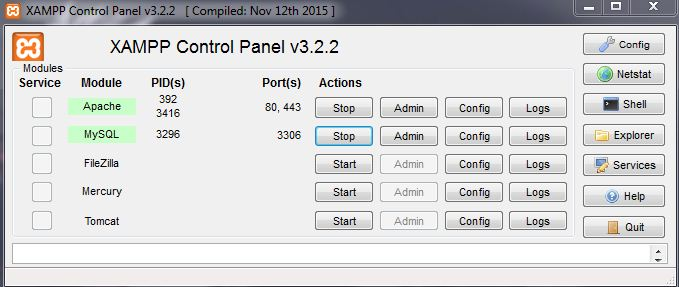 XAMPP Control Panel v3.2.2 [ Compiled: Nov 12th 2015 ]
XAMPP Control Panel v3.2.2
Config
Modules
Service Module PID(s) Port(s) Actions
Netstat
Apache 392 3416 80, 443 Stop Admin Config Logs
Shell
MySQL 3296 3306 Stop Admin Config Logs
Explorer
FileZilla Start Admin Config Logs
Services
Mercury Start Admin Config Logs
Help
Tomcat Start Admin Config Logs
Quit